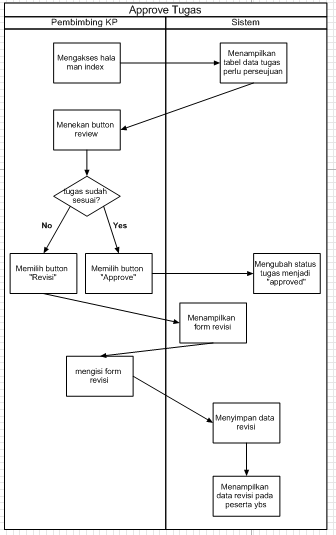 Approve Tugas
Pembimbing KP
Sistem
Mengakses hala
man index
Menampilkan
tabel data tugas
perlu perseujuan
Menekan button
review
tugas sudah
sesuai?
No
Yes
Memilih button
"Revisi"
Memilih button
"Approve"
Mengubah status
tugas menjadi
"approved"
Menampilkan
form revisi
mengisi form
revisi
Menyimpan data
revisi
Menampilkan
data revisi pada
peserta ybs